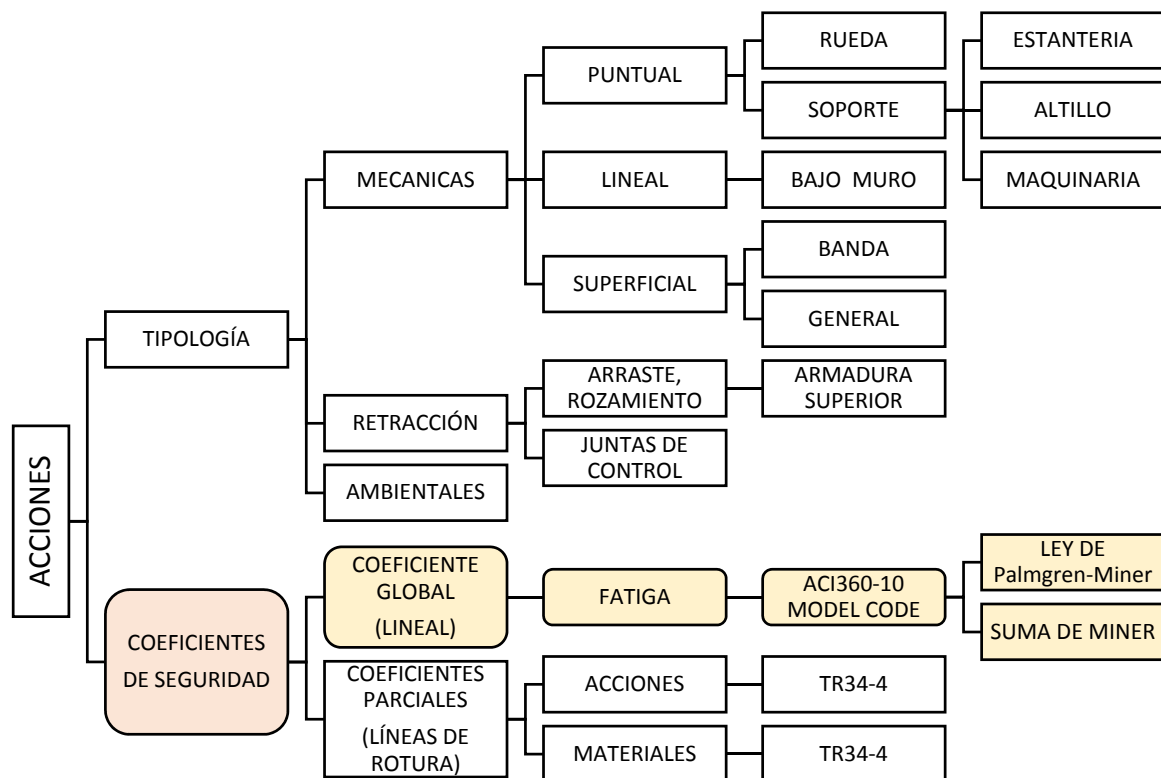 ACCIONES
TIPOLOGÍA
MECANICAS
PUNTUAL
RUEDA
SOPORTE
ESTANTERIA
ALTILLO
MAQUINARIA
LINEAL
BAJO MURO
SUPERFICIAL
BANDA
GENERAL
RETRACCIÓN
ARRASTE,
ROZAMIENTO
ARMADURA
SUPERIOR
JUNTAS DE
CONTROL
AMBIENTALES
COEFICIENTES
DE SEGURIDAD
COEFICIENTE
GLOBAL
(LINEAL)
FATIGA
ACI360-10
MODEL CODE
LEY DE
Palmgren-Miner
SUMA DE MINER
COEFICIENTES
PARCIALES
(LÍNEAS DE
ROTURA)
ACCIONES
TR34-4
MATERIALES
TR34-4